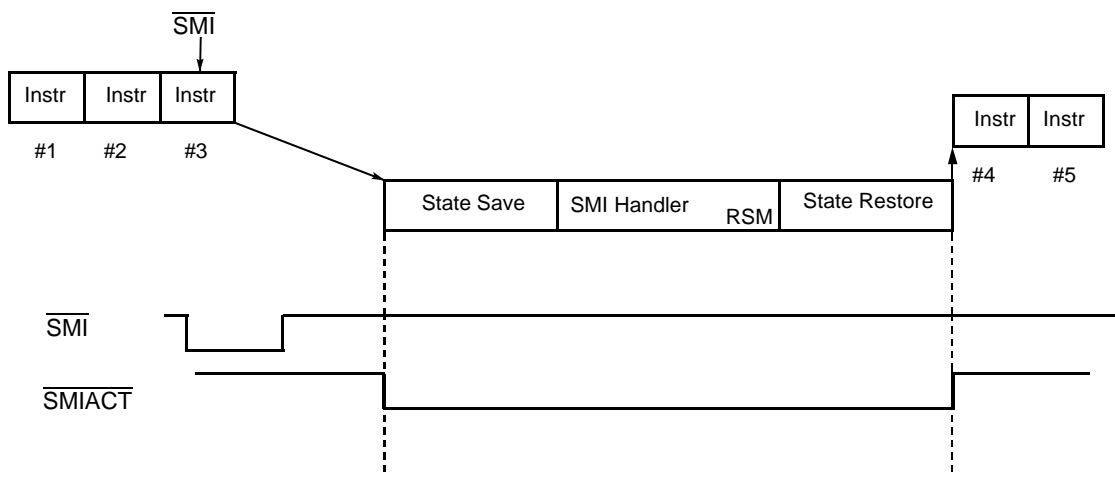 SMI
Instr Instr Instr
Instr Instr
#1 #2 #3
#4 #5
State Save SMI Handler RSM State Restore
SMI
SMIACT